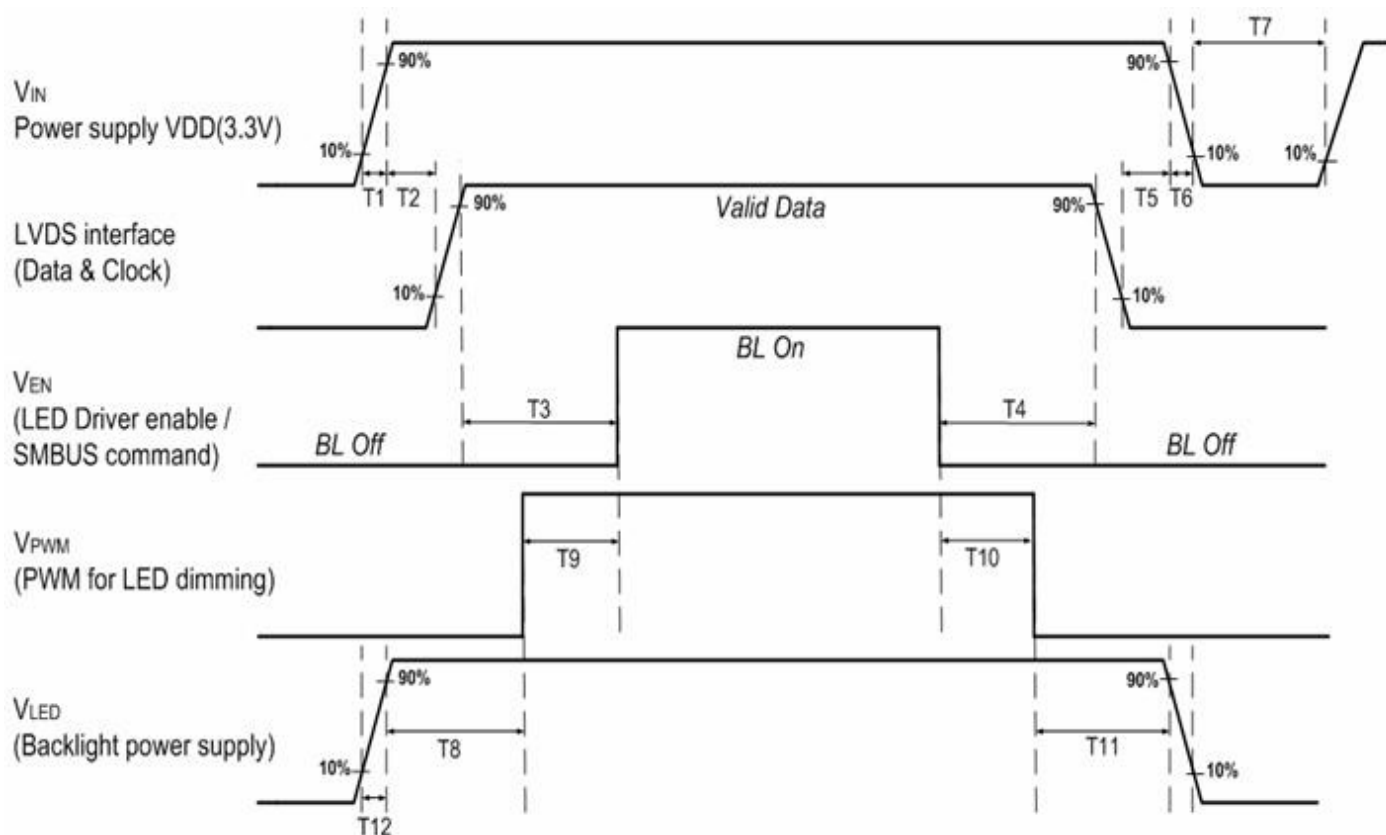 T7
90%
90%
VIN
Power supply VDD(3.3V)
10%
10%
10%
T1
T2
T5
T6
90%
Valid Data
90%
LVDS interface
(Data & Clock)
10%
10%
BL On
VEN
(LED Driver enable /
SMBUS command)
T3
T4
BL Off
BL Off
VPWM
(PWM for LED dimming)
T9
T10
90%
90%
VLED
(Backlight power supply)
T8
T11
10%
10%
T12